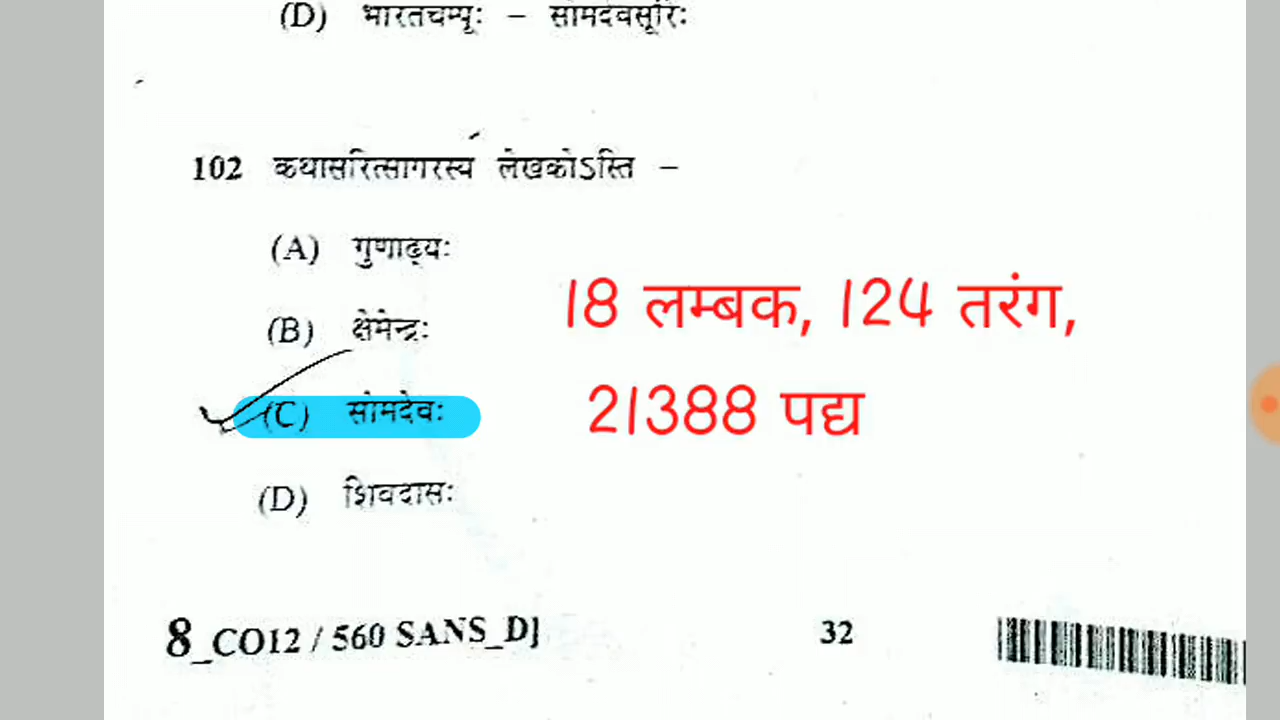 (D) भारतचम्पूः – सोमदेवसूरिः
102 कथासरित्सागरस्य लेखकोऽस्ति –
(A) गुणाढ्यः
(B) क्षेमेन्द्रः
18 लम्बक, 124 तरंग,
(C) सोमदेवः
21388 पद्य
(D) शिवदासः
8_CO12 / 560 SANS_D] 32